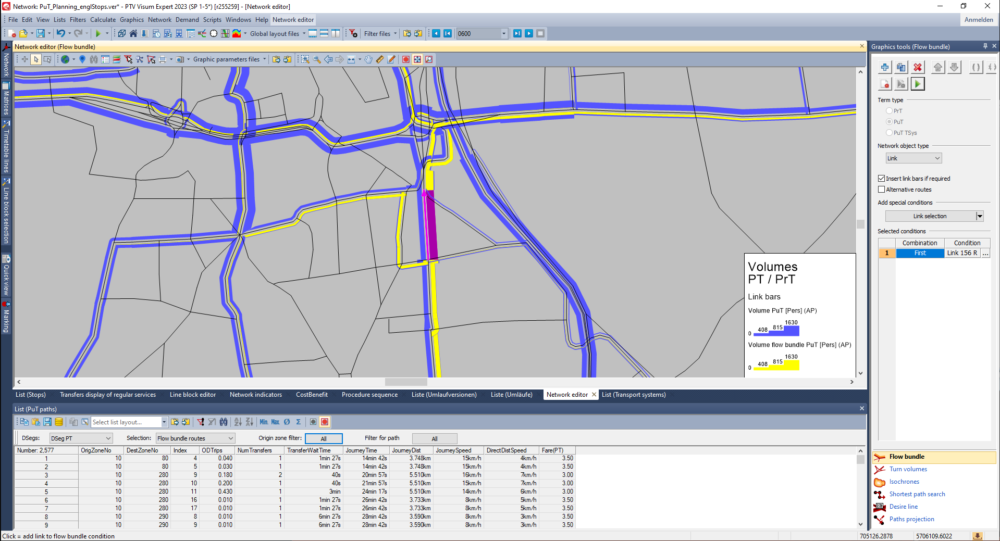 Network: PuT_Planning_englStops.ver* - PTV Visum Expert 2023 (SP 1-5*) [r255259] - [Network editor]
File Edit View Lists Filters Calculate Graphics Network Demand Scripts Windows Help Network editor
Anmelden
Global layout files
Filter files
0600
Network editor (Flow bundle)
Graphics tools (Flow bundle)
Graphic parameters files
Network
Matrices
Timetable lines
Line block selection
Quick view
Marking
Term type
PrT
PuT
PuT TSys
Network object type
Link
Insert link bars if required
Alternative routes
Add special conditions
Link selection
Selected conditions
Combination Condition
1 First Link 156 R ...
Volumes
PT / PrT
Link bars
Volume PuT [Pers] (AP)
0 408 815 1630
Volume flow bundle PuT [Pers] (AP)
0 408 815 1630
List (Stops) Transfers display of regular services Line block editor Network indicators CostBenefit Procedure sequence Liste (Umlaufversionen) Liste (Umläufe) Network editor List (Transport systems)
List (PuT paths)
Select list layout...
Min. Max. Ø Σ
DSegs: DSeg PT Selection: Flow bundle routes Origin zone filter: All Filter for path All
Number: 2,577 OrigZoneNo DestZoneNo Index ODTrips NumTransfers TransferWaitTime JourneyTime JourneyDist JourneySpeed DirectDistSpeed Fare(PT)
1 10 80 4 0.040 1 1min 27s 14min 42s 3.748km 15km/h 4km/h 3.50
2 10 80 5 0.030 1 1min 27s 14min 42s 3.748km 15km/h 4km/h 3.50
3 10 280 9 0.180 2 40s 20min 57s 5.510km 16km/h 7km/h 3.00
4 10 280 10 0.200 1 40s 21min 57s 5.510km 15km/h 7km/h 3.00
5 10 280 11 0.430 1 3min 24min 17s 5.510km 14km/h 6km/h 3.00
6 10 280 16 0.010 1 1min 27s 26min 42s 3.733km 8km/h 5km/h 3.50
7 10 280 17 0.010 1 1min 27s 26min 42s 3.733km 8km/h 5km/h 3.50
8 10 290 8 0.010 1 6min 27s 28min 42s 3.590km 8km/h 3km/h 3.50
9 10 290 9 0.010 1 6min 27s 28min 42s 3.590km 8km/h 3km/h 3.50
Flow bundle
Turn volumes
Isochrones
Shortest path search
Desire line
Paths projection
Click = add link to flow bundle condition
705126.2878 5706109.6022